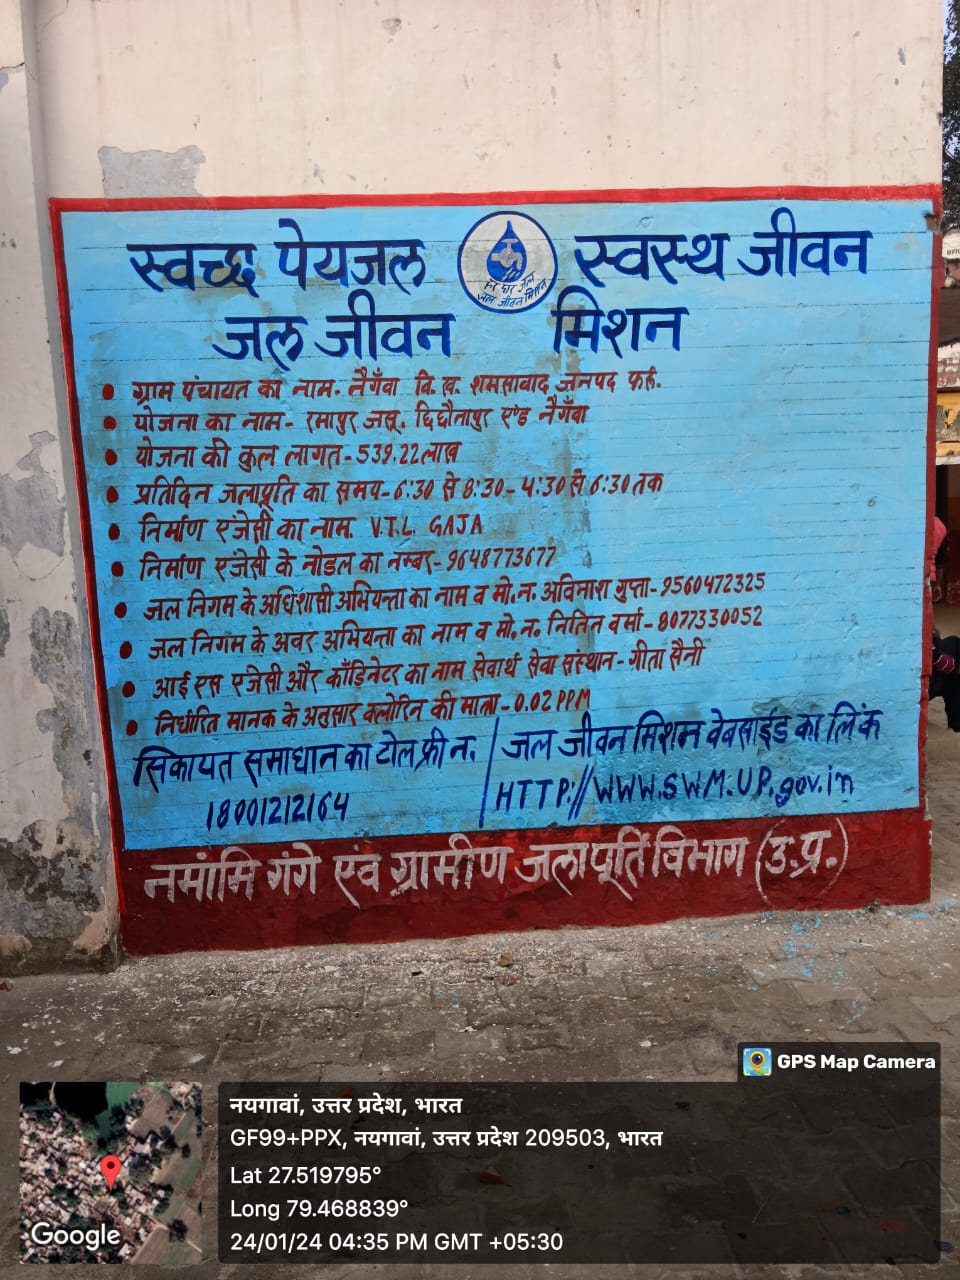 स्वच्छ पेयजल स्वस्थ जीवन
हर घर जल
जल जीवन मिशन
जल जीवन मिशन
ग्राम पंचायत का नाम- नैगँवा वि.ख. शमसाबाद जनपद फर्रु.
योजना का नाम- रमापुर जसू, छिछौनापुर एण्ड नैगँवा
योजना की कुल लागत-539.22लाख
प्रतिदिन जलापूति का समय-6:30 से 8:30-4:30 से 6:30 तक
निर्माण एजेसी का नाम. V.T.L. GAJA
निर्माण एजेसी के नोडल का नम्बर-9648773677
जल निगम के अधिशासी अभियन्ता का नाम व मो.न. अविनाश गुप्ता-9560472325
जल निगम के अवर अभियन्ता का नाम व मो.न. नितिन वर्मा-8077330052
आई एस एजेसी और कॉडिनेटर का नाम सेवार्थ सेवा संस्थान-गीता सैनी
निर्धारित मानक के अनुसार क्लोरिन की मात्रा-0.02 PPM
सिकायत समाधान का टोल फ्री न. / जल जीवन मिशन वेबसाईड का लिंक
18001212164 HTTP://WWW.SWM.UP.gov.in
नमामि गंगे एंव ग्रामीण जलापूर्ति विभाग (उ.प्र.)
GPS Map Camera
नयगावां, उत्तर प्रदेश, भारत
GF99+PPX, नयगावां, उत्तर प्रदेश 209503, भारत
Lat 27.519795°
Long 79.468839°
24/01/24 04:35 PM GMT +05:30
Google